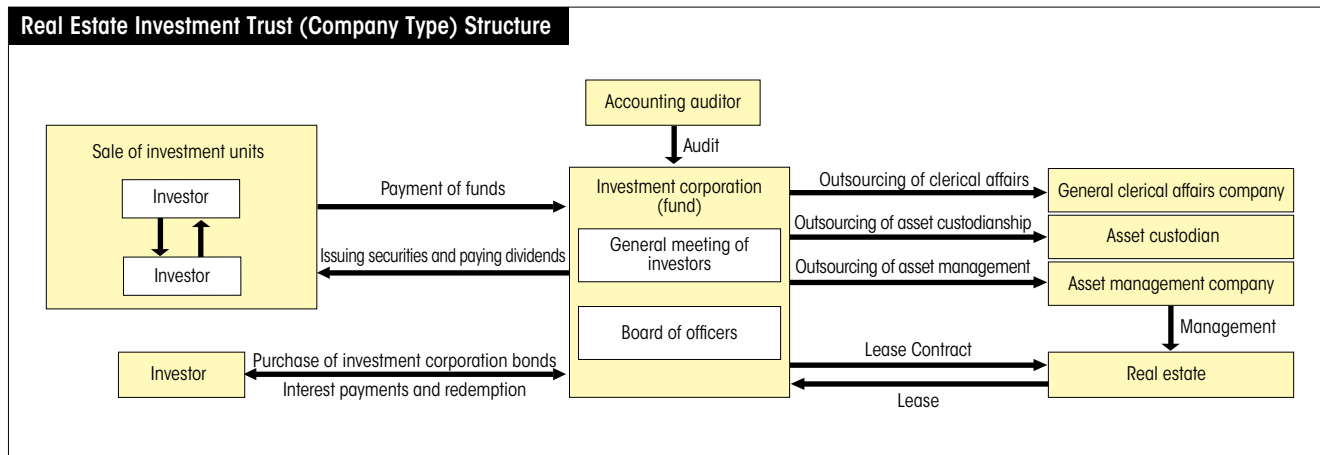 Real Estate Investment Trust (Company Type) Structure
Accounting auditor
Audit
Sale of investment units
Investor
Investor
Payment of funds
Issuing securities and paying dividends
Investment corporation
(fund)
General meeting of
investors
Board of officers
Outsourcing of clerical affairs
General clerical affairs company
Outsourcing of asset custodianship
Asset custodian
Outsourcing of asset management
Asset management company
Management
Investor
Purchase of investment corporation bonds
Interest payments and redemption
Lease Contract
Lease
Real estate